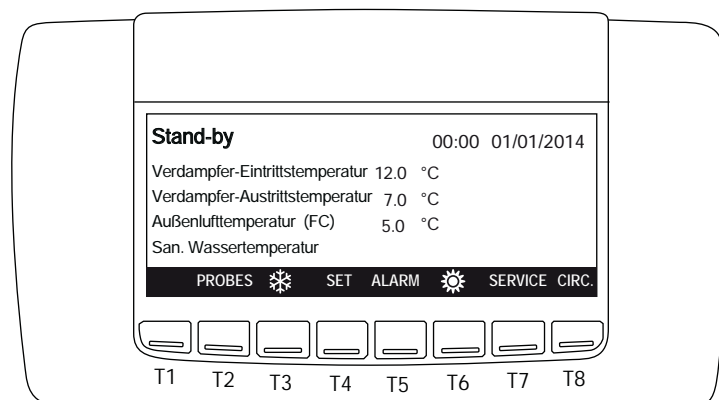 Stand-by 00:00 01/01/2014
Verdampfer-Eintrittstemperatur 12.0 °C
Verdampfer-Austrittstemperatur 7.0 °C
Außenlufttemperatur (FC) 5.0 °C
San. Wassertemperatur
PROBES SET ALARM SERVICE CIRC.
T1 T2 T3 T4 T5 T6 T7 T8